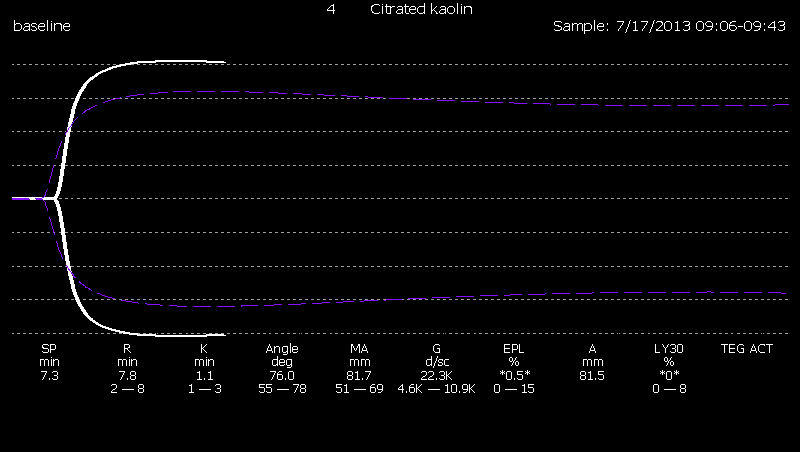 4 Citrated kaolin
baseline
Sample: 7/17/2013 09:06-09:43
SP R K Angle MA G EPL A LY30 TEG ACT
min min min deg mm d/sc % mm %
7.3 7.8 1.1 76.0 81.7 22.3K *0.5* 81.5 *0*
2 — 8 1 — 3 55 — 78 51 — 69 4.6K — 10.9K 0 — 15 0 — 8